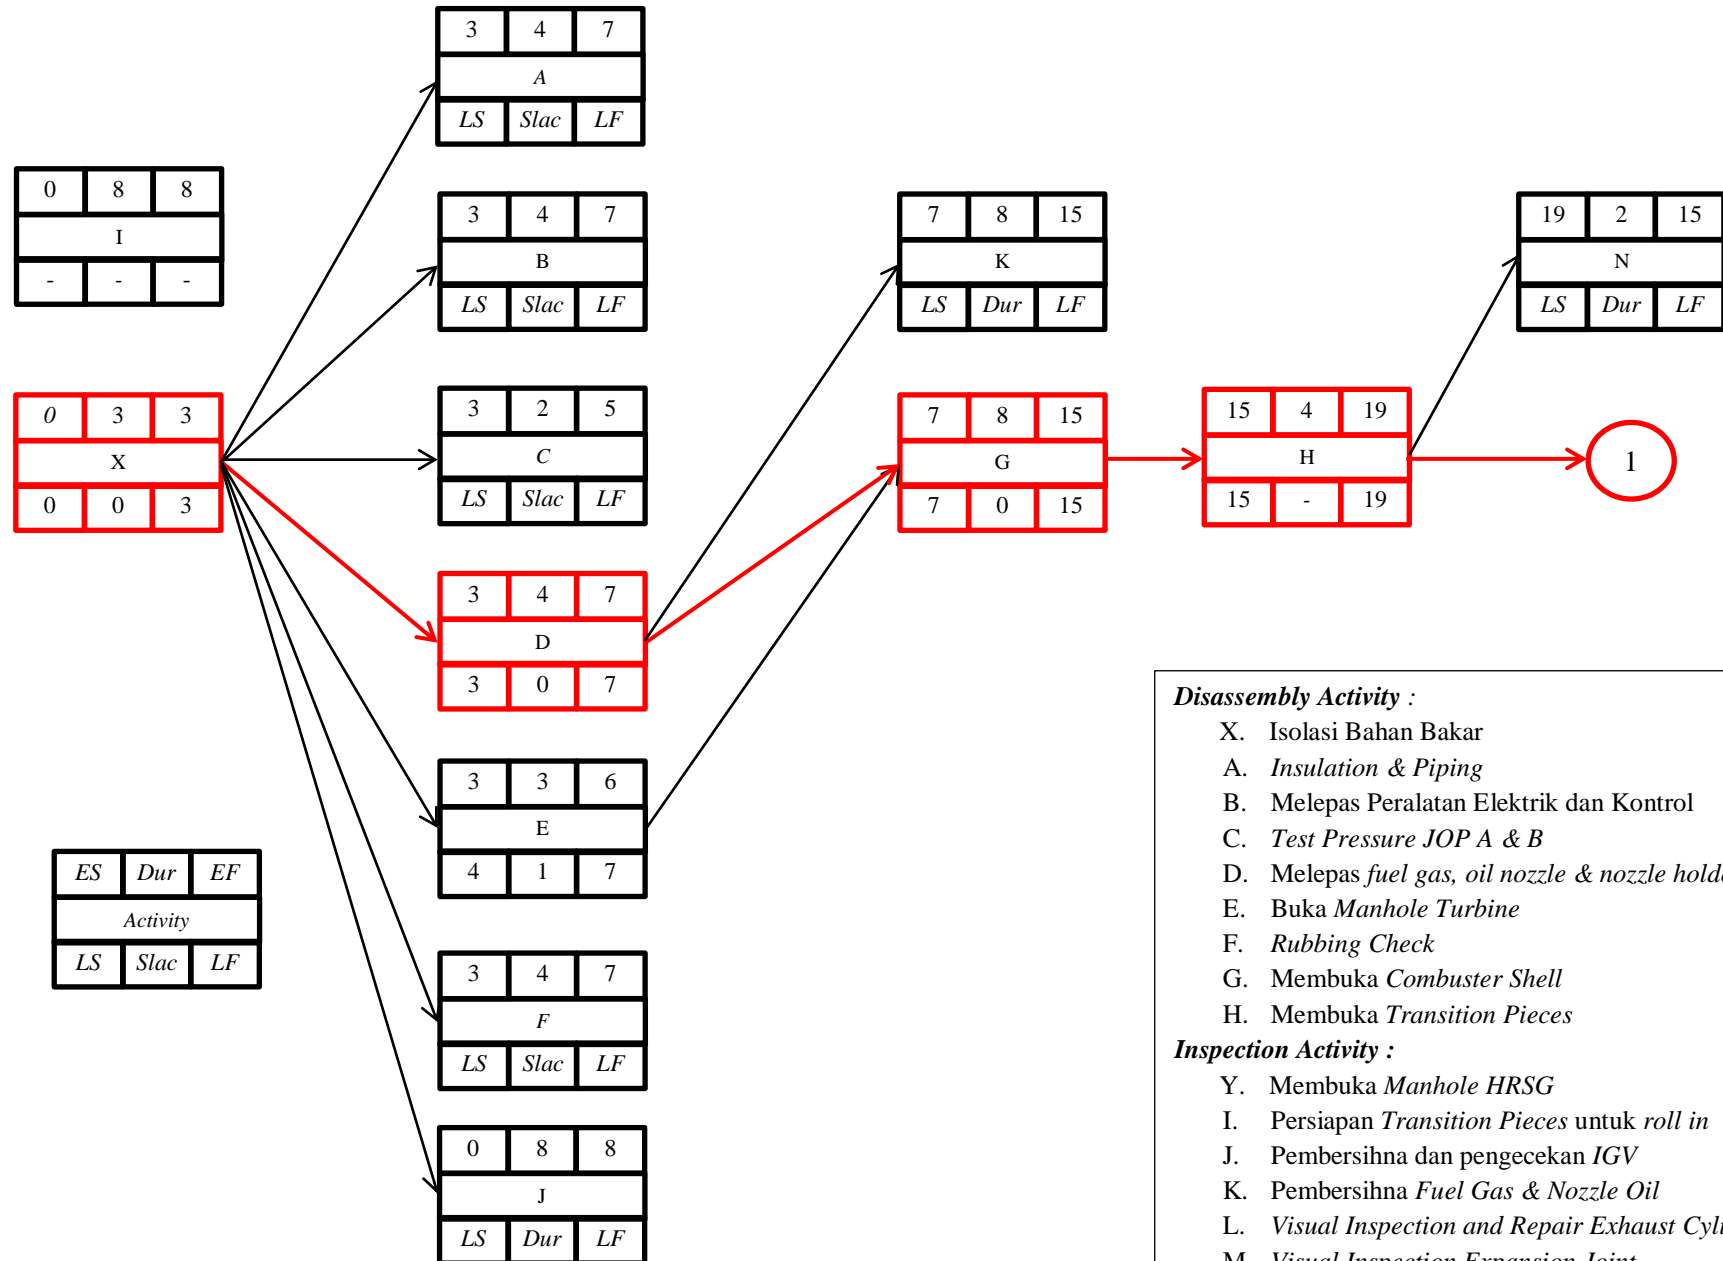 3 4 7
A
LS Slac LF
0 8 8
I
- - -
3 4 7
B
LS Slac LF
7 8 15
K
LS Dur LF
19 2 15
N
LS Dur LF
0 3 3
X
0 0 3
3 2 5
C
LS Slac LF
7 8 15
G
7 0 15
15 4 19
H
15 - 19
1
3 4 7
D
3 0 7
3 3 6
E
4 1 7
ES Dur EF
Activity
LS Slac LF
3 4 7
F
LS Slac LF
0 8 8
J
LS Dur LF
Disassembly Activity :
X. Isolasi Bahan Bakar
A. Insulation & Piping
B. Melepas Peralatan Elektrik dan Kontrol
C. Test Pressure JOP A & B
D. Melepas fuel gas, oil nozzle & nozzle hold
E. Buka Manhole Turbine
F. Rubbing Check
G. Membuka Combuster Shell
H. Membuka Transition Pieces
Inspection Activity :
Y. Membuka Manhole HRSG
I. Persiapan Transition Pieces untuk roll in
J. Pembersihna dan pengecekan IGV
K. Pembersihna Fuel Gas & Nozzle Oil
L. Visual Inspection and Repair Exhaust Cyl
M. Visual Inspection Expansion Joint